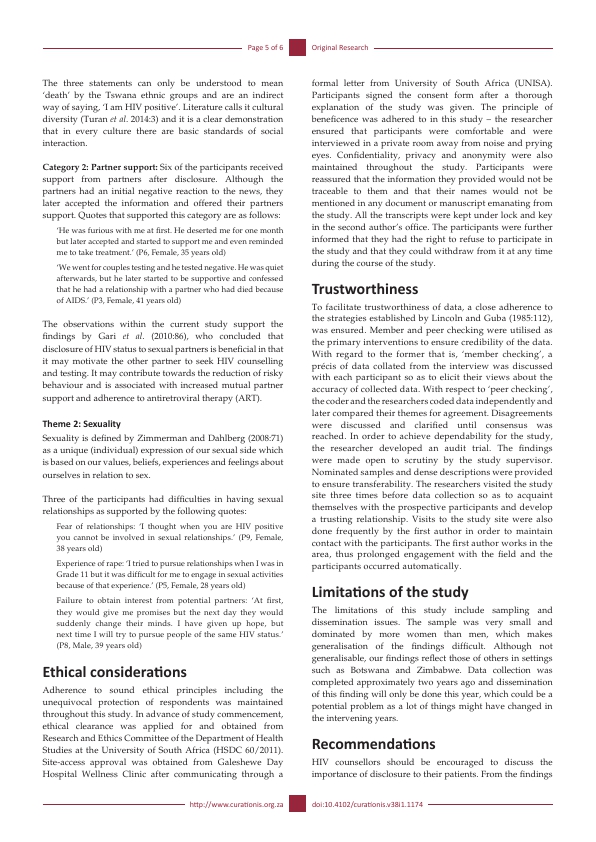 Page 5 of 6
Original Research
The three statements can only be understood to mean
‘death’ by the Tswana ethnic groups and are an indirect
way of saying, ‘I am HIV positive’. Literature calls it cultural
diversity (Turan et al. 2014:3) and it is a clear demonstration
that in every culture there are basic standards of social
interaction.
Category 2: Partner support: Six of the participants received
support from partners after disclosure. Although the
partners had an initial negative reaction to the news, they
later accepted the information and offered their partners
support. Quotes that supported this category are as follows:
‘He was furious with me at first. He deserted me for one month
but later accepted and started to support me and even reminded
me to take treatment.’ (P6, Female, 35 years old)
‘We went for couples testing and he tested negative. He was quiet
afterwards, but he later started to be supportive and confessed
that he had a relationship with a partner who had died because
of AIDS.’ (P3, Female, 41 years old)
The observations within the current study support the
findings by Gari et al. (2010:86), who concluded that
disclosure of HIV status to sexual partners is beneficial in that
it may motivate the other partner to seek HIV counselling
and testing. It may contribute towards the reduction of risky
behaviour and is associated with increased mutual partner
support and adherence to antiretroviral therapy (ART).
Theme 2: Sexuality
Sexuality is defined by Zimmerman and Dahlberg (2008:71)
as a unique (individual) expression of our sexual side which
is based on our values, beliefs, experiences and feelings about
ourselves in relation to sex.
Three of the participants had difficulties in having sexual
relationships as supported by the following quotes:
Fear of relationships: ‘I thought when you are HIV positive
you cannot be involved in sexual relationships.’ (P9, Female,
38 years old)
Experience of rape: ‘I tried to pursue relationships when I was in
Grade 11 but it was difficult for me to engage in sexual activities
because of that experience.’ (P5, Female, 28 years old)
Failure to obtain interest from potential partners: ‘At first,
they would give me promises but the next day they would
suddenly change their minds. I have given up hope, but
next time I will try to pursue people of the same HIV status.’
(P8, Male, 39 years old)
Ethical considerations
Adherence to sound ethical principles including the
unequivocal protection of respondents was maintained
throughout this study. In advance of study commencement,
ethical clearance was applied for and obtained from
Research and Ethics Committee of the Department of Health
Studies at the University of South Africa (HSDC 60/2011).
Site-access approval was obtained from Galeshewe Day
Hospital Wellness Clinic after communicating through a
formal letter from University of South Africa (UNISA).
Participants signed the consent form after a thorough
explanation of the study was given. The principle of
beneficence was adhered to in this study – the researcher
ensured that participants were comfortable and were
interviewed in a private room away from noise and prying
eyes. Confidentiality, privacy and anonymity were also
maintained throughout the study. Participants were
reassured that the information they provided would not be
traceable to them and that their names would not be
mentioned in any document or manuscript emanating from
the study. All the transcripts were kept under lock and key
in the second author’s office. The participants were further
informed that they had the right to refuse to participate in
the study and that they could withdraw from it at any time
during the course of the study.
Trustworthiness
To facilitate trustworthiness of data, a close adherence to
the strategies established by Lincoln and Guba (1985:112),
was ensured. Member and peer checking were utilised as
the primary interventions to ensure credibility of the data.
With regard to the former that is, ‘member checking’, a
précis of data collated from the interview was discussed
with each participant so as to elicit their views about the
accuracy of collected data. With respect to ‘peer checking’,
the coder and the researchers coded data independently and
later compared their themes for agreement. Disagreements
were discussed and clarified until consensus was
reached. In order to achieve dependability for the study,
the researcher developed an audit trial. The findings
were made open to scrutiny by the study supervisor.
Nominated samples and dense descriptions were provided
to ensure transferability. The researchers visited the study
site three times before data collection so as to acquaint
themselves with the prospective participants and develop
a trusting relationship. Visits to the study site were also
done frequently by the first author in order to maintain
contact with the participants. The first author works in the
area, thus prolonged engagement with the field and the
participants occurred automatically.
Limitations of the study
The limitations of this study include sampling and
dissemination issues. The sample was very small and
dominated by more women than men, which makes
generalisation of the findings difficult. Although not
generalisable, our findings reflect those of others in settings
such as Botswana and Zimbabwe. Data collection was
completed approximately two years ago and dissemination
of this finding will only be done this year, which could be a
potential problem as a lot of things might have changed in
the intervening years.
Recommendations
HIV counsellors should be encouraged to discuss the
importance of disclosure to their patients. From the findings
http://www.curationis.org.za
doi:10.4102/curationis.v38i1.1174